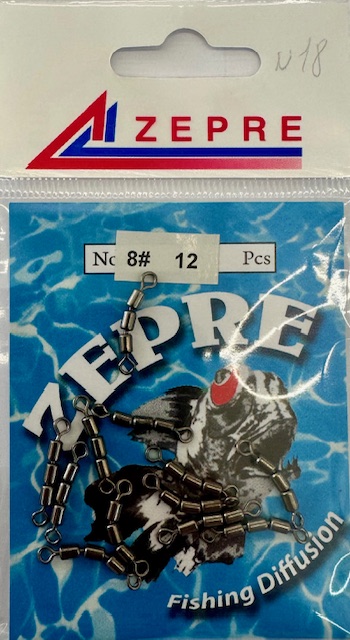 N18
ZEPRE
No 8# 12 Pcs
ZEPRE
Fishing Diffusion